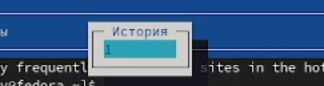 ы
История
1
y frequentl sites in the hot
v@fedora ~]$